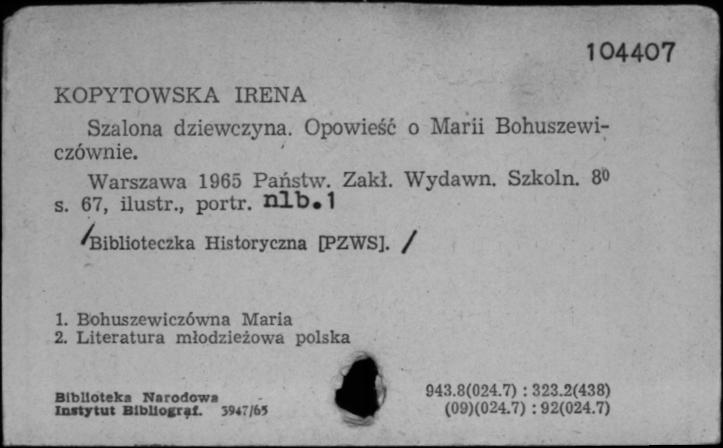 104407
KOPYTOWSKA IRENA
Szalona dziewczyna. Opowieść o Marii Bohuszewi-
czównie.
Warszawa 1965 Państw. Zakł. Wydawn. Szkoln. 8⁰
s. 67, ilustr., portr. nlb. 1
/Biblioteczka Historyczna [PZWS]. /
1. Bohuszewiczówna Maria
2. Literatura młodzieżowa polska
943.8(024.7) : 323.2(438)
Biblioteka Narodowa
Instytut Bibliograf. 3947/65
(09)(024.7) : 92(024.7)